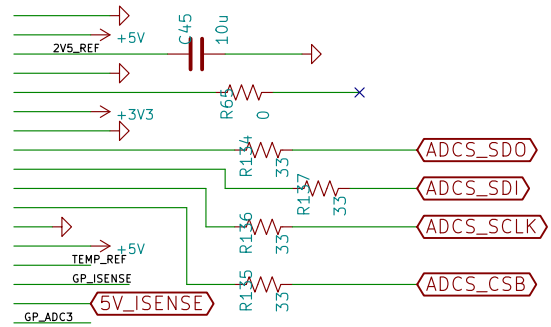 C45
10u
+5V
2V5_REF
R65
0
+3V3
R134
33
ADCS_SDO
R137
33
ADCS_SDI
R136
33
ADCS_SCLK
+5V
TEMP_REF
GP_ISENSE
R135
33
ADCS_CSB
5V_ISENSE
GP_ADC3